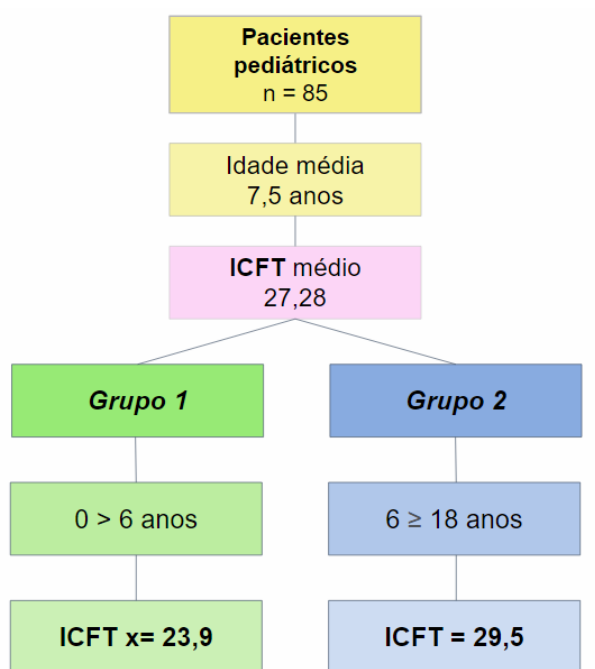 Pacientes
pediátricos
n = 85
Idade média
7,5 anos
ICFT médio
27,28
Grupo 1
Grupo 2
0 > 6 anos
6 ≥ 18 anos
ICFT x= 23,9
ICFT = 29,5